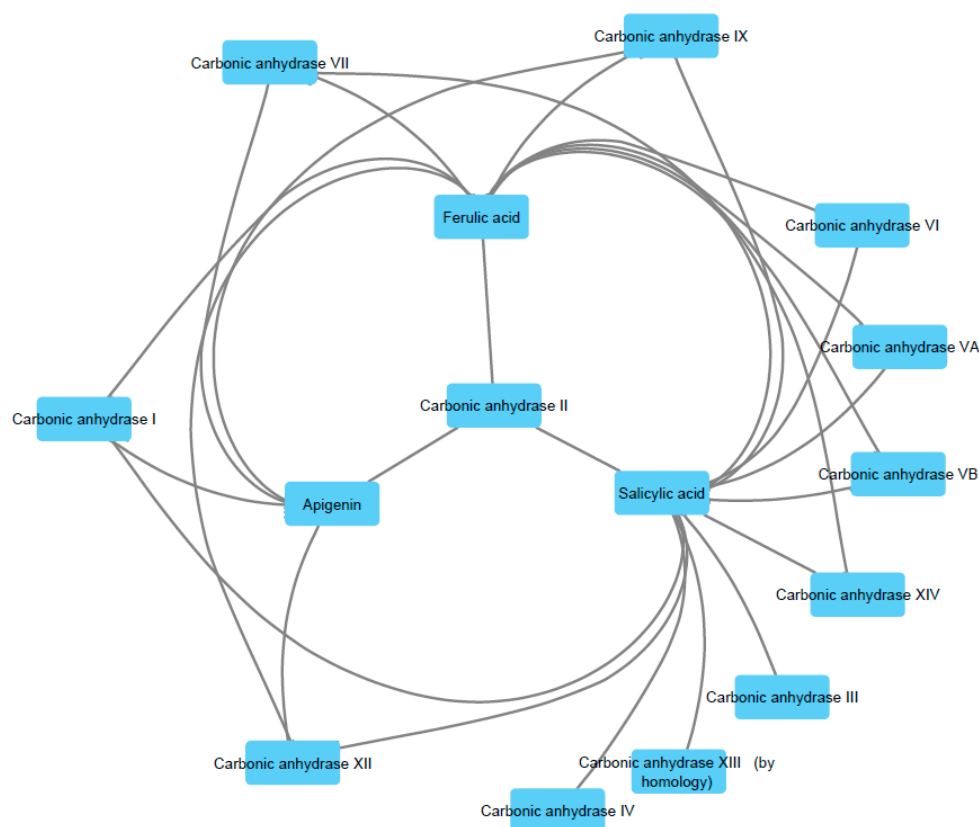 Carbonic anhydrase IX
Carbonic anhydrase VII
Ferulic acid
Carbonic anhydrase VI
Carbonic anhydrase VA
Carbonic anhydrase II
Carbonic anhydrase I
Carbonic anhydrase VB
Salicylic acid
Apigenin
Carbonic anhydrase XIV
Carbonic anhydrase III
Carbonic anhydrase XII
Carbonic anhydrase XIII (by
homology)
Carbonic anhydrase IV